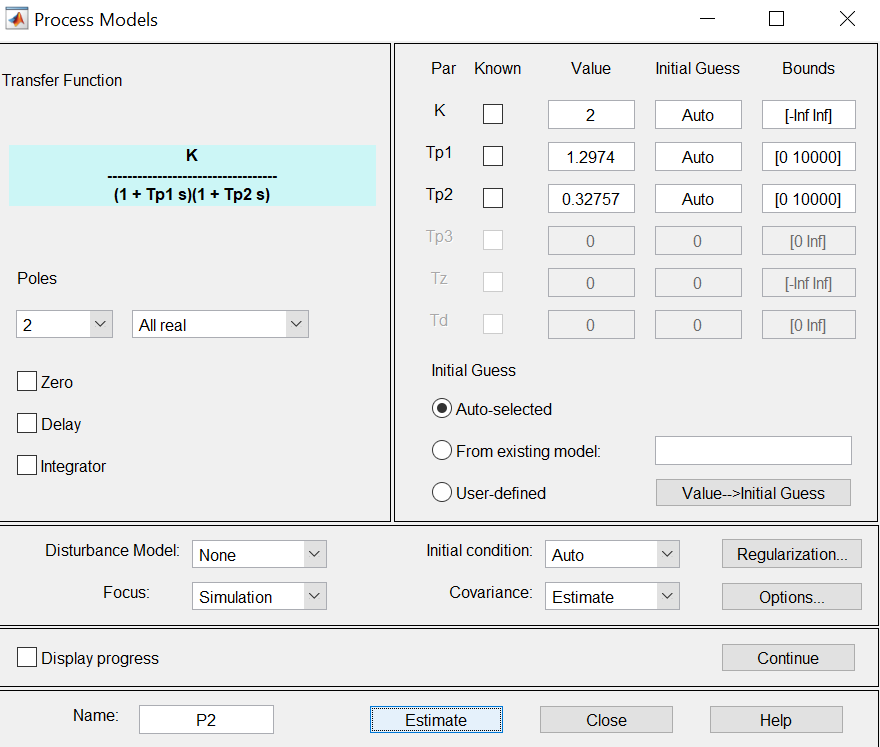 Process Models
Transfer Function
K
----------------------------------
(1 + Tp1 s)(1 + Tp2 s)
Poles
2 All real
Zero
Delay
Integrator
Par Known Value Initial Guess Bounds
K 2 Auto [-Inf Inf]
Tp1 1.2974 Auto [0 10000]
Tp2 0.32757 Auto [0 10000]
Tp3 0 0 [0 Inf]
Tz 0 0 [-Inf Inf]
Td 0 0 [0 Inf]
Initial Guess
Auto-selected
From existing model:
User-defined Value-->Initial Guess
Disturbance Model: None Initial condition: Auto Regularization...
Focus: Simulation Covariance: Estimate Options...
Display progress Continue
Name: P2 Estimate Close Help